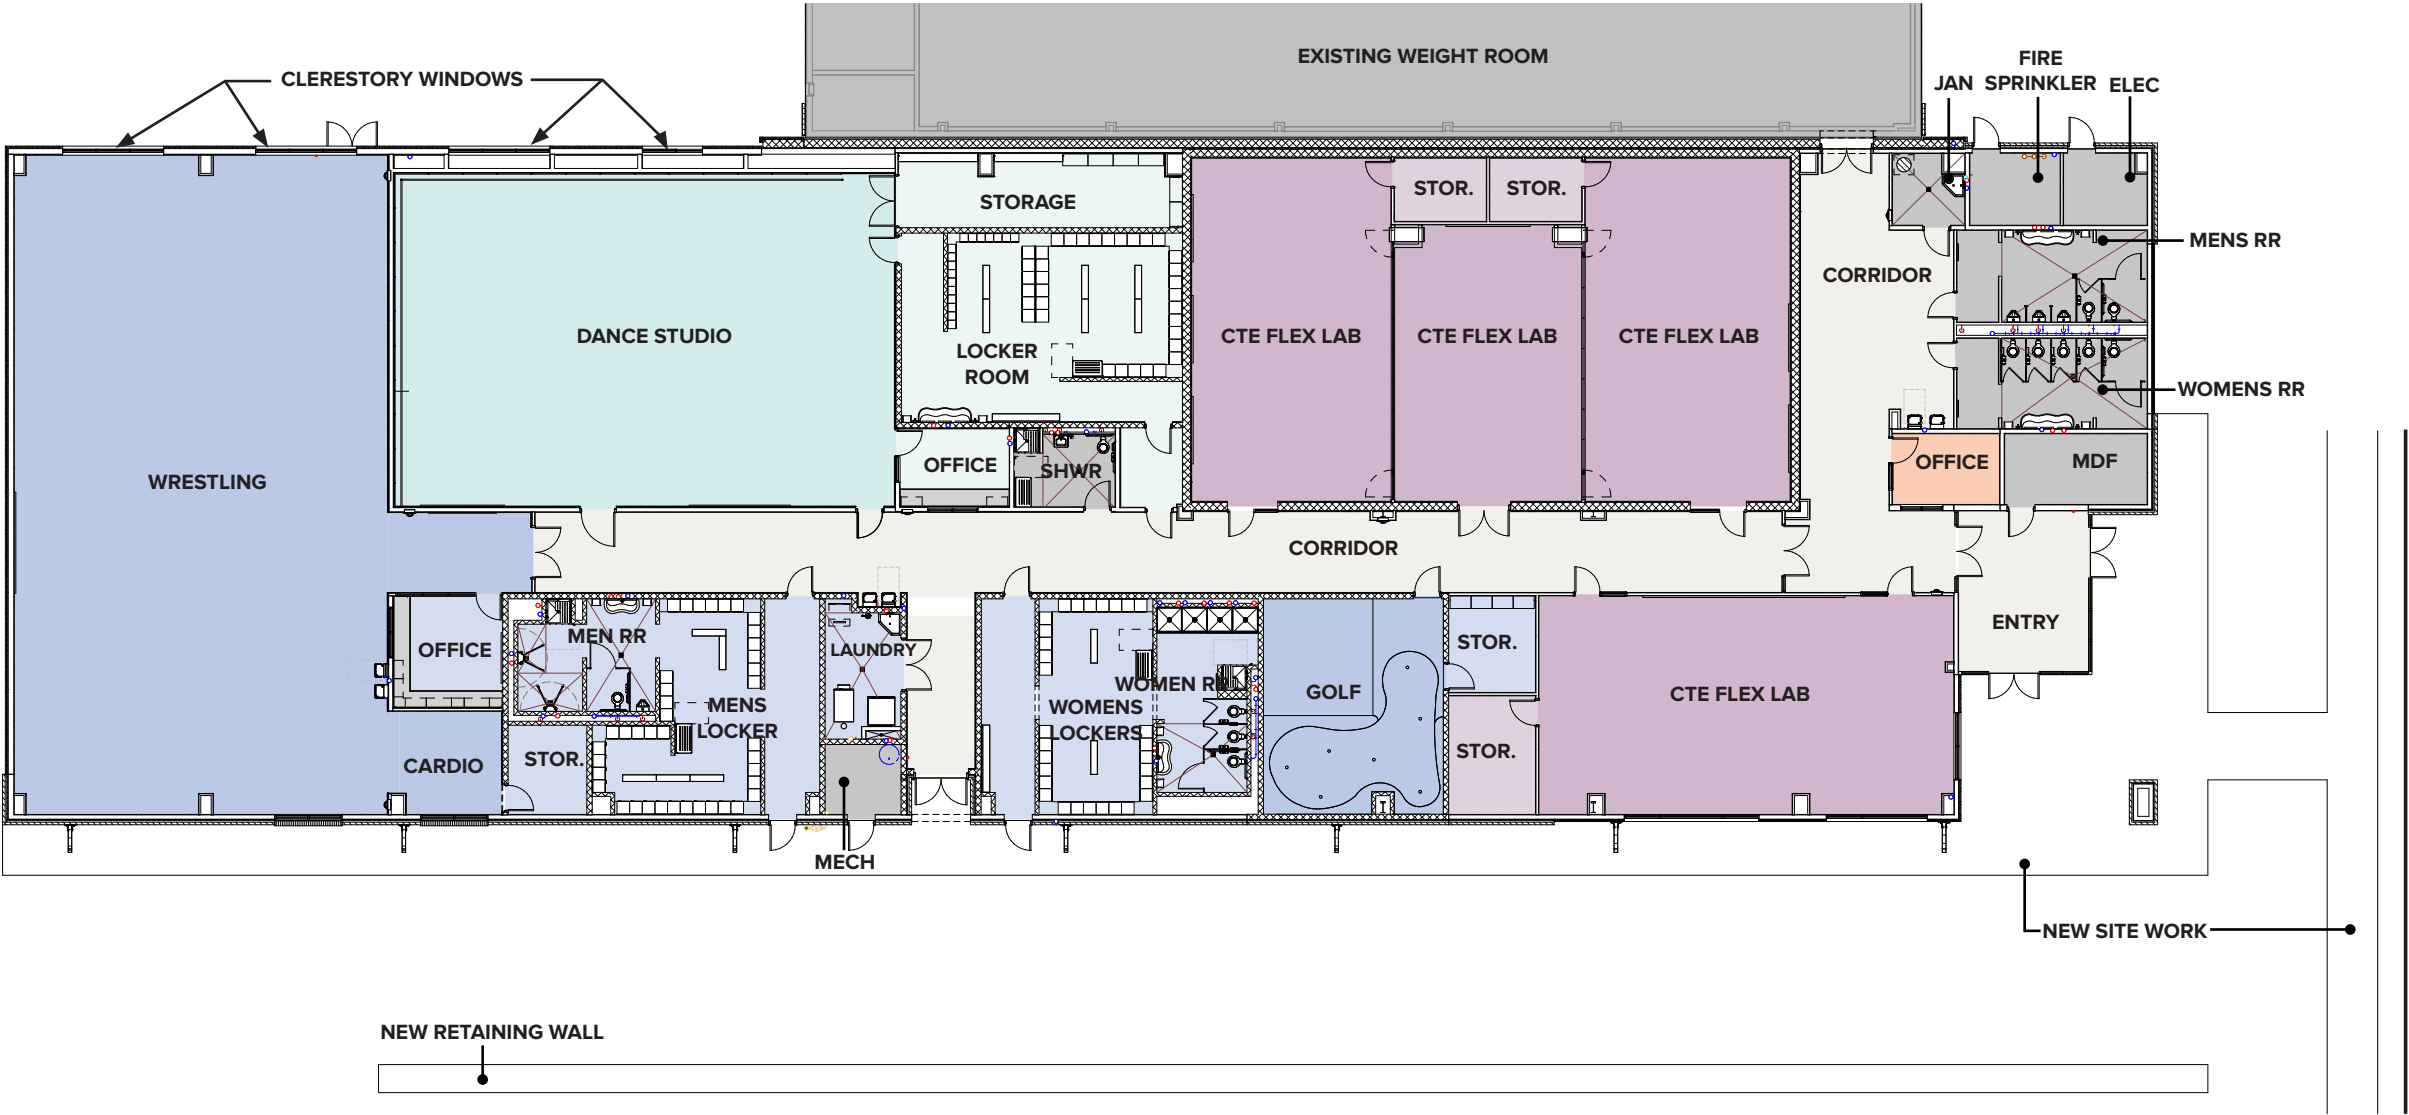 EXISTING WEIGHT ROOM
FIRE
SPRINKLER
JAN
ELEC
CLERESTORY WINDOWS
STOR.
STOR.
STORAGE
MENS RR
CORRIDOR
DANCE STUDIO
CTE FLEX LAB
CTE FLEX LAB
CTE FLEX LAB
LOCKER
ROOM
WOMENS RR
OFFICE
SHWR
OFFICE
MDF
WRESTLING
CORRIDOR
ENTRY
MEN RR
OFFICE
LAUNDRY
STOR.
WOMEN R
GOLF
CTE FLEX LAB
MENS
LOCKER
WOMENS
LOCKERS
STOR.
STOR.
CARDIO
MECH
NEW SITE WORK
NEW RETAINING WALL